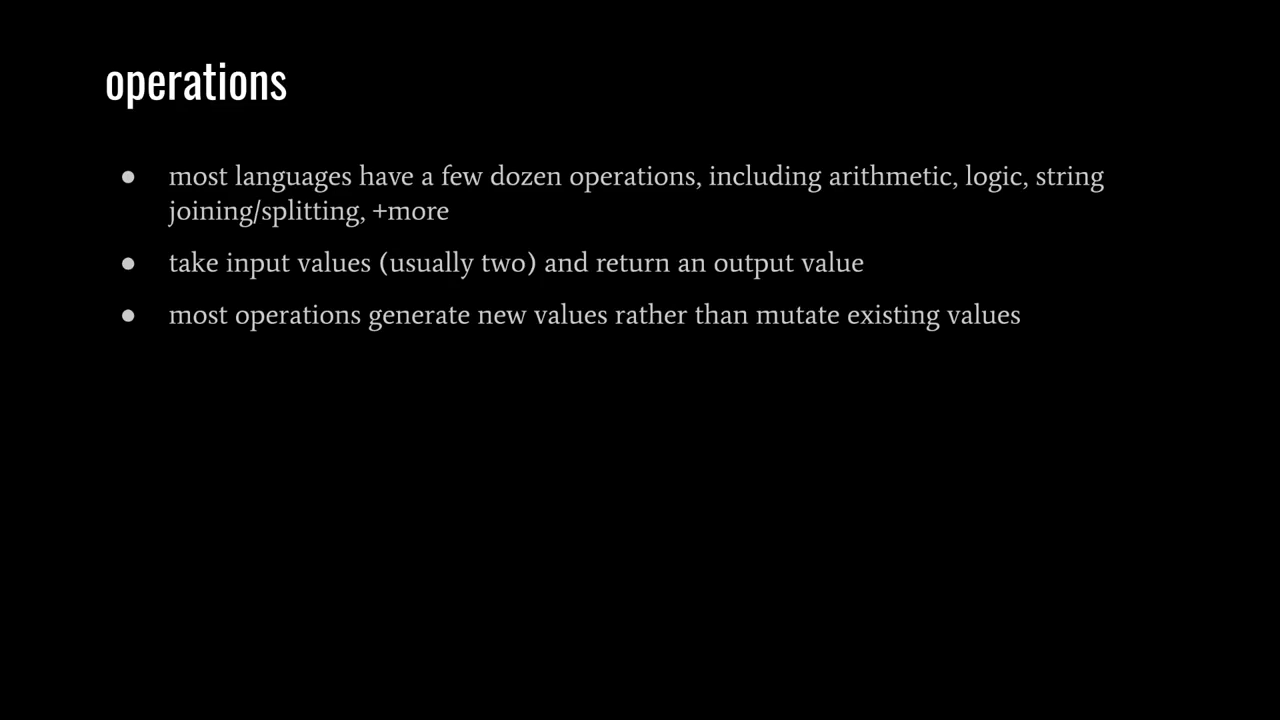 operations
● most languages have a few dozen operations, including arithmetic, logic, string
joining/splitting, +more
● take input values (usually two) and return an output value
● most operations generate new values rather than mutate existing values